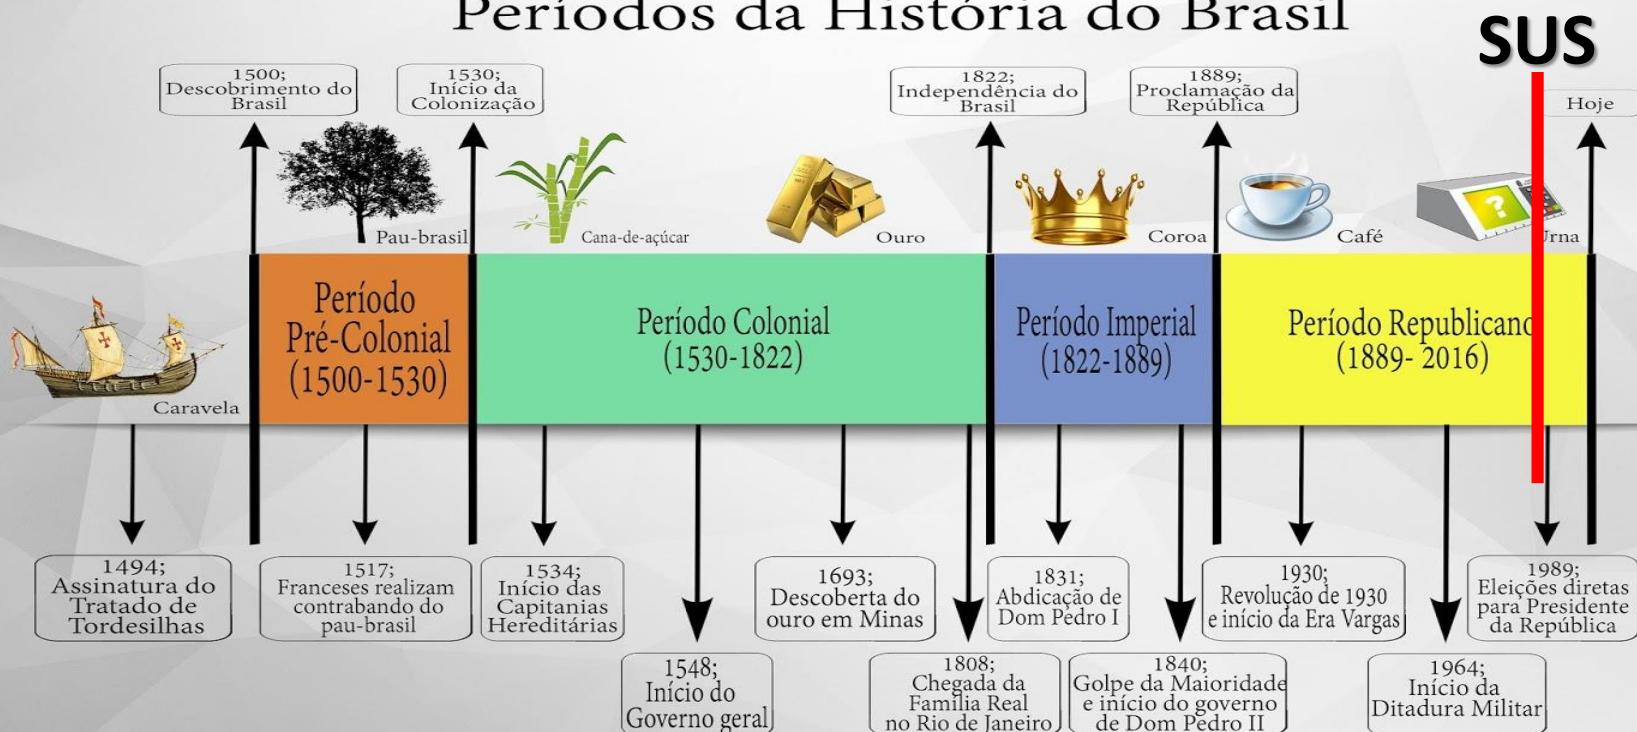 Períodos da História do Brasil
SUS
1500;
Descobrimento do
Brasil
1530;
Início da
Colonização
1822;
Independência do
Brasil
1889;
Proclamação da
República
Hoje
Pau-brasil
Cana-de-açúcar
Ouro
Coroa
Café
Urna
Caravela
Período
Pré-Colonial
(1500-1530)
Período Colonial
(1530-1822)
Período Imperial
(1822-1889)
Período Republicano
(1889- 2016)
1494;
Assinatura do
Tratado de
Tordesilhas
1517;
Franceses realizam
contrabando do
pau-brasil
1534;
Início das
Capitanias
Hereditárias
1548;
Início do
Governo geral
1693;
Descoberta do
ouro em Minas
1808;
Chegada da
Família Real
no Rio de Janeiro
1831;
Abdicação de
Dom Pedro I
1840;
Golpe da Maioridade
e início do governo
de Dom Pedro II
1930;
Revolução de 1930
e início da Era Vargas
1964;
Início da
Ditadura Militar
1989;
Eleições diretas
para Presidente
da República